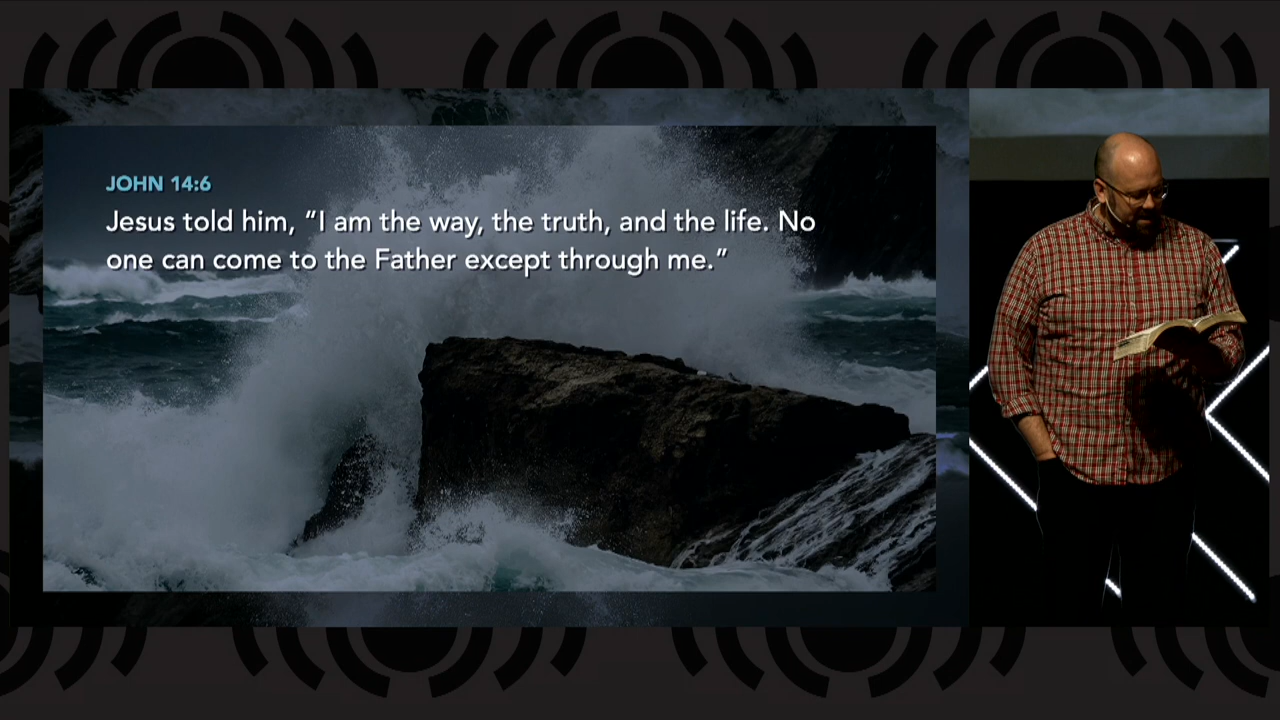 JOHN 14:6
Jesus told him, “I am the way, the truth, and the life. No
one can come to the Father except through me.”